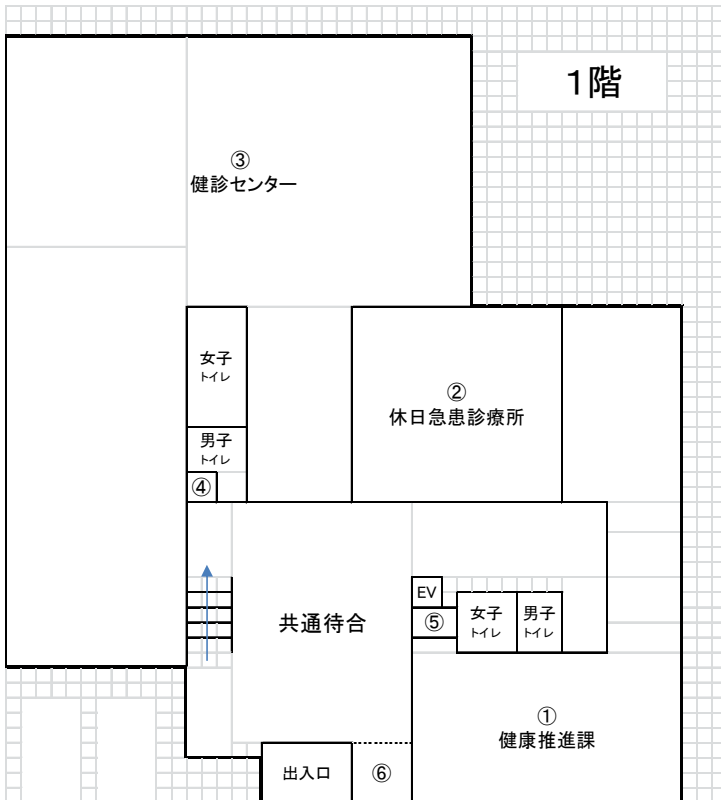 1階
③
健診センター
女子
トイレ
②
休日急患診療所
男子
トイレ
④
EV
⑤
女子
トイレ
男子
トイレ
共通待合
①
健康推進課
出入口
⑥